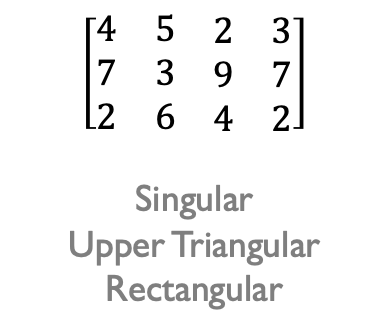 4 5 2 3
7 3 9 7
2 6 4 2
Singular
Upper Triangular
Rectangular